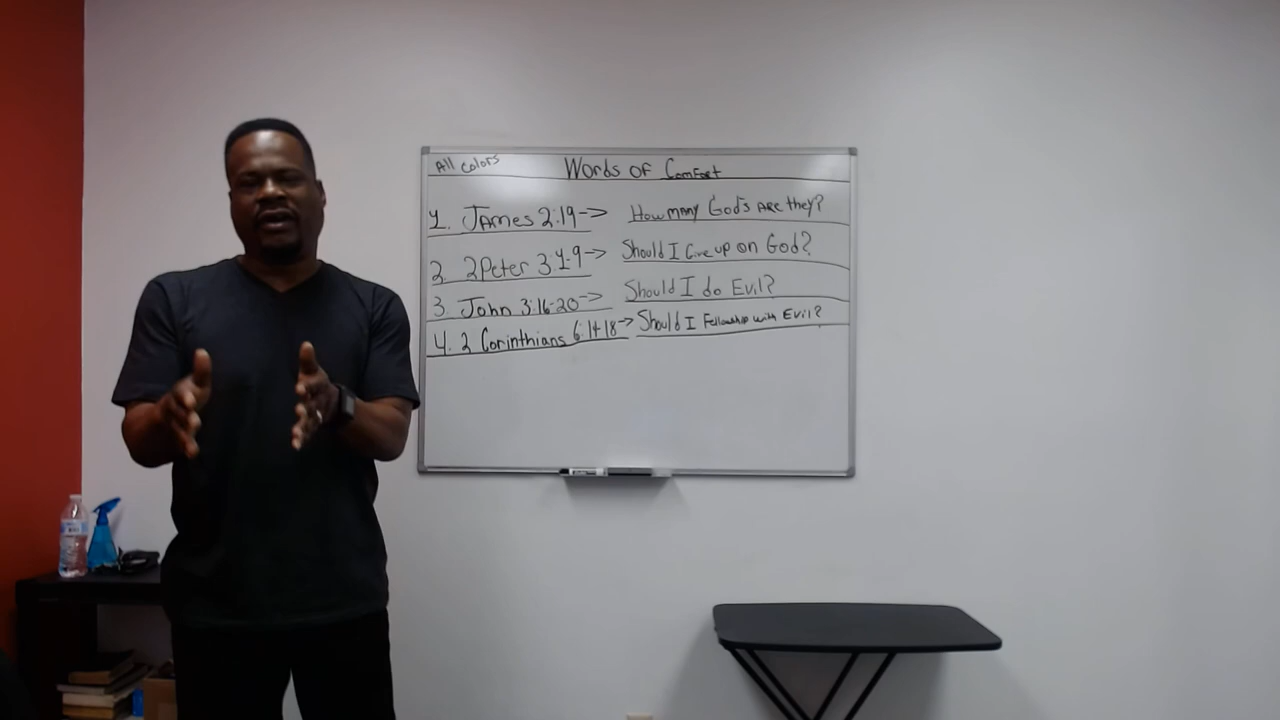 All Colors
Words of Comfort
1. James 2:19-> How many God's are they?
2. 2 Peter 3:1-9-> Should I Give up on God?
3. John 3:16-20-> Should I do Evil?
4. 2 Corinthians 6:14-18-> Should I Fellowship with Evil?